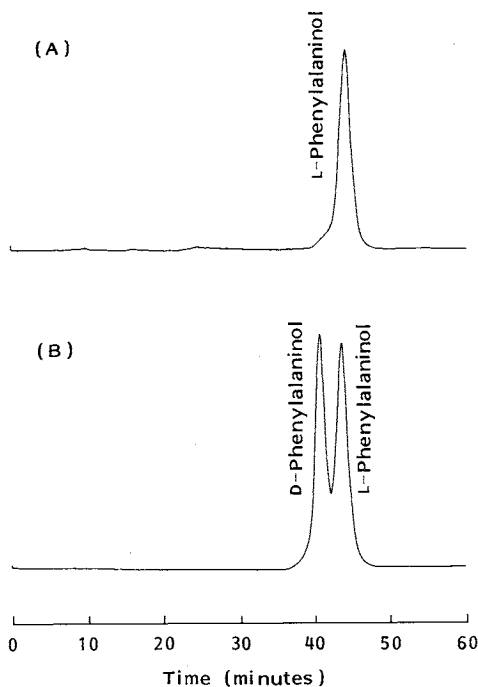 (A)
L-Phenylalaninol
(B)
D-Phenylalaninol
L-Phenylalaninol
0 10 20 30 40 50 60
Time (minutes)